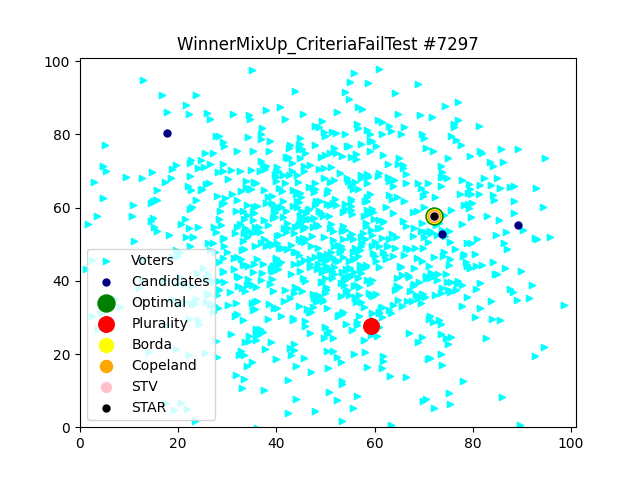 WinnerMixUp_CriteriaFailTest #7297
100
80
60
40
20
0
0 20 40 60 80 100
Voters
Candidates
Optimal
Plurality
Borda
Copeland
STV
STAR